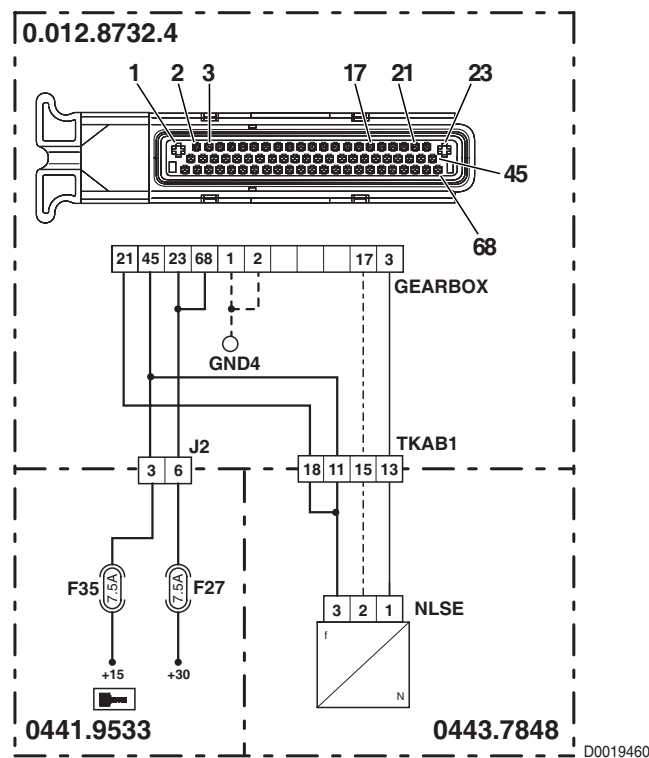 0.012.8732.4
1 2 3 17 21 23
45
68
21 45 23 68 1 2 17 3
GEARBOX
GND4
J2
TKAB1
3 6
18 11 15 13
F35 7.5A 7.5A F27
3 2 1 NLSE
f
N
+15 +30
0441.9533
0443.7848
D0019460